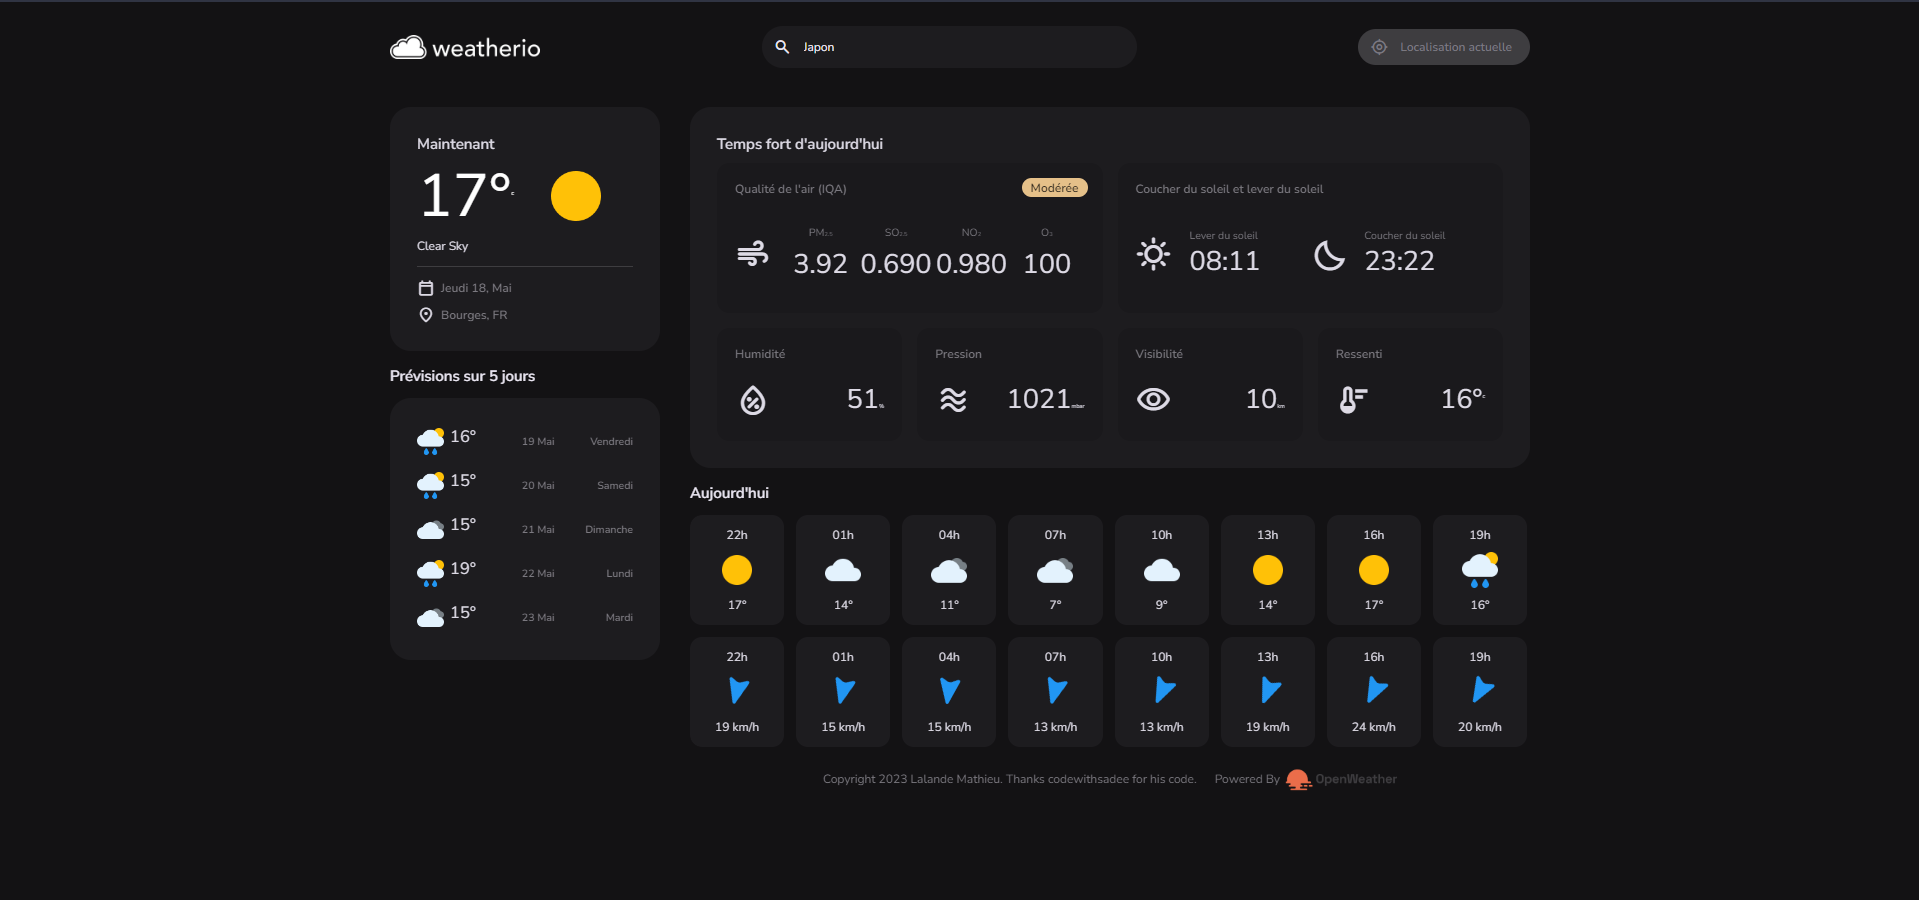 weatherio
Japon
Localisation actuelle
Maintenant
17°c
Clear Sky
Jeudi 18, Mai
Bourges, FR
Prévisions sur 5 jours
16° 19 Mai Vendredi
15° 20 Mai Samedi
15° 21 Mai Dimanche
19° 22 Mai Lundi
15° 23 Mai Mardi
Temps fort d'aujourd'hui
Qualité de l'air (IQA) Modérée
PM2.5 SO2.5 NO2 O3
3.92 0.690 0.980 100
Coucher du soleil et lever du soleil
Lever du soleil Coucher du soleil
08:11 23:22
Humidité
51%
Pression
1021mbar
Visibilité
10km
Ressenti
16°c
Aujourd'hui
22h 01h 04h 07h 10h 13h 16h 19h
17° 14° 11° 7° 9° 14° 17° 16°
22h 01h 04h 07h 10h 13h 16h 19h
19 km/h 15 km/h 15 km/h 13 km/h 13 km/h 19 km/h 24 km/h 20 km/h
Copyright 2023 Lalande Mathieu. Thanks codewithsadee for his code. Powered By OpenWeather